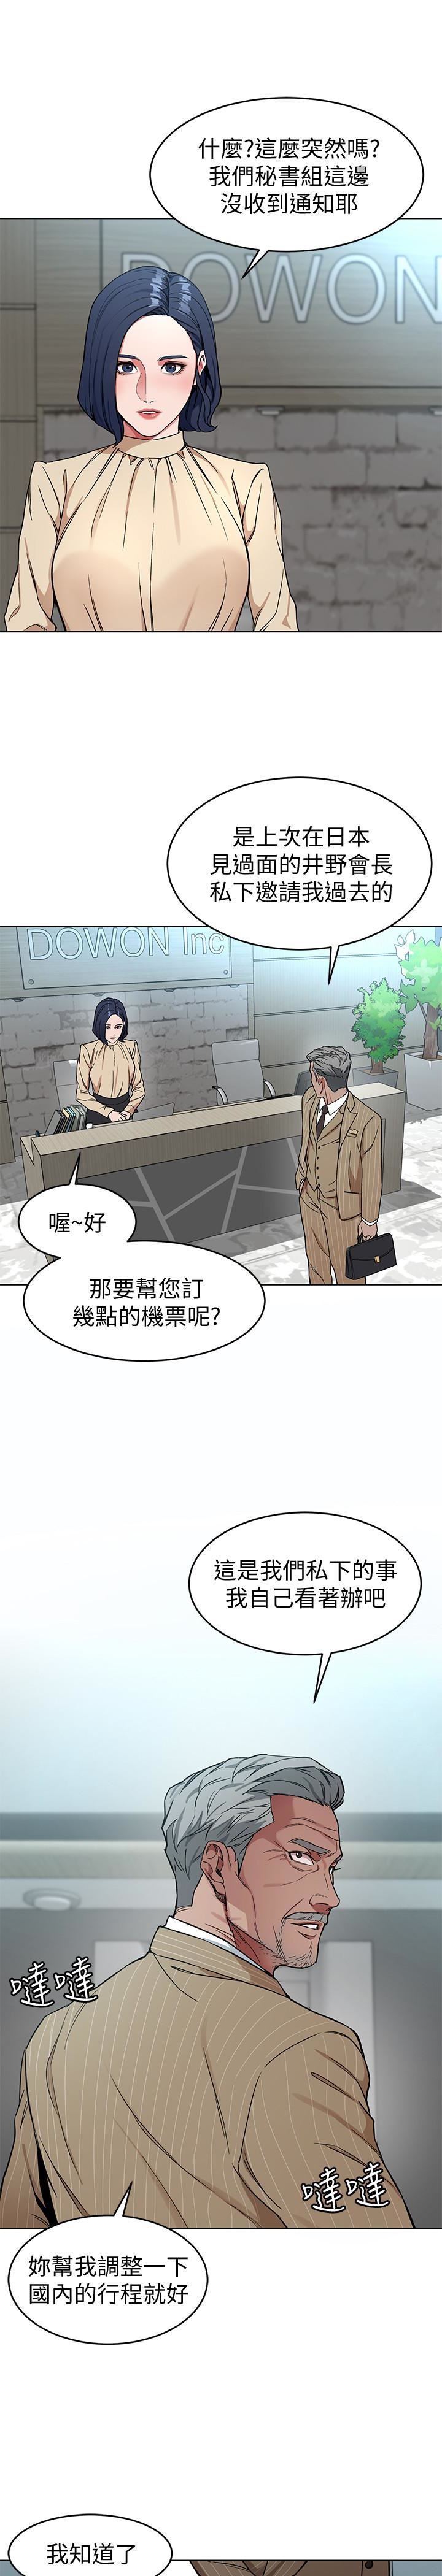 什麼?這麼突然嗎?
我們秘書組這邊
沒收到通知耶
DOWON
是上次在日本
見過面的井野會長
私下邀請我過去的
DOWON Inc
喔~好
那要幫您訂
幾點的機票呢?
這是我們私下的事
我自己看著辦吧
噠噠
噠噠
妳幫我調整一下
國內的行程就好
我知道了